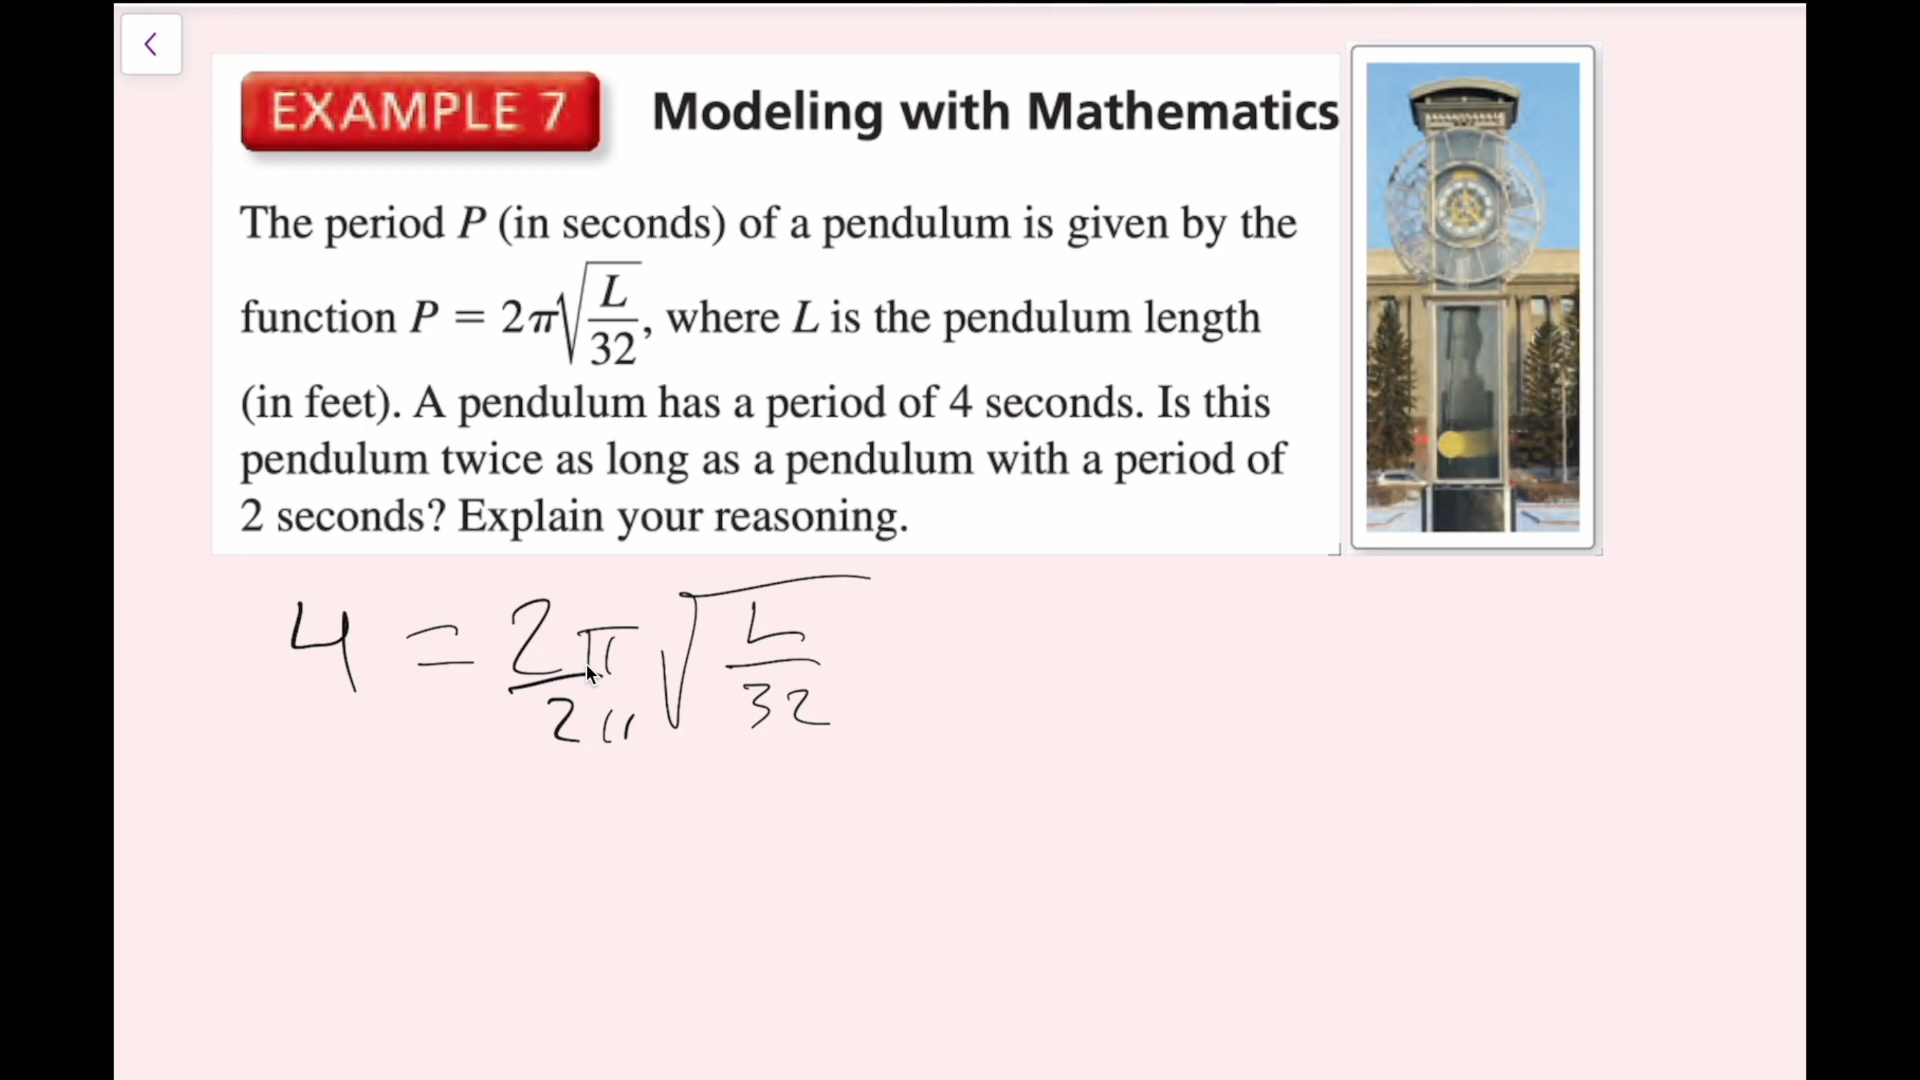 EXAMPLE 7 Modeling with Mathematics
The period P (in seconds) of a pendulum is given by the
function P = 2π√(L/32), where L is the pendulum length
(in feet). A pendulum has a period of 4 seconds. Is this
pendulum twice as long as a pendulum with a period of
2 seconds? Explain your reasoning.
4 = 2π/2π √(L/32)